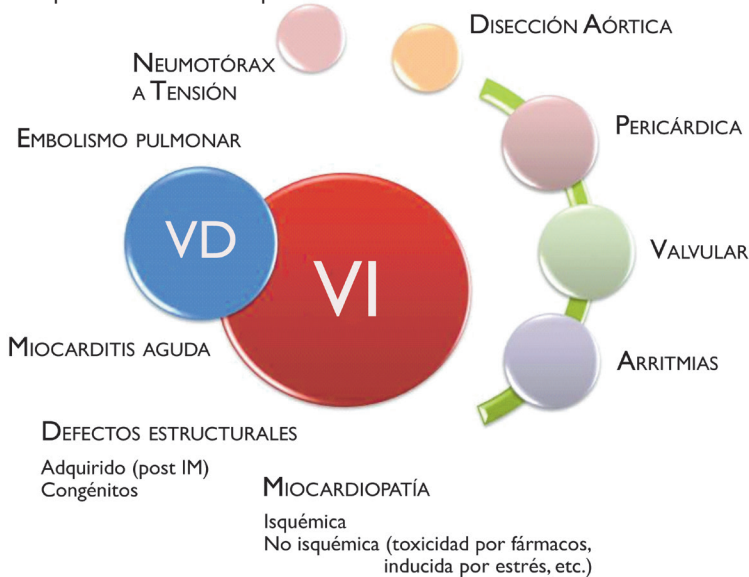 DISECCIÓN AÓRTICA
NEUMOTÓRAX
A TENSIÓN
PERICÁRDICA
EMBOLISMO PULMONAR
VD
VI
VALVULAR
MIOCARDITIS AGUDA
ARRITMIAS
DEFECTOS ESTRUCTURALES
Adquirido (post IM)
Congénitos
MIOCARDIOPATÍA
Isquémica
No isquémica (toxicidad por fármacos,
inducida por estrés, etc.)